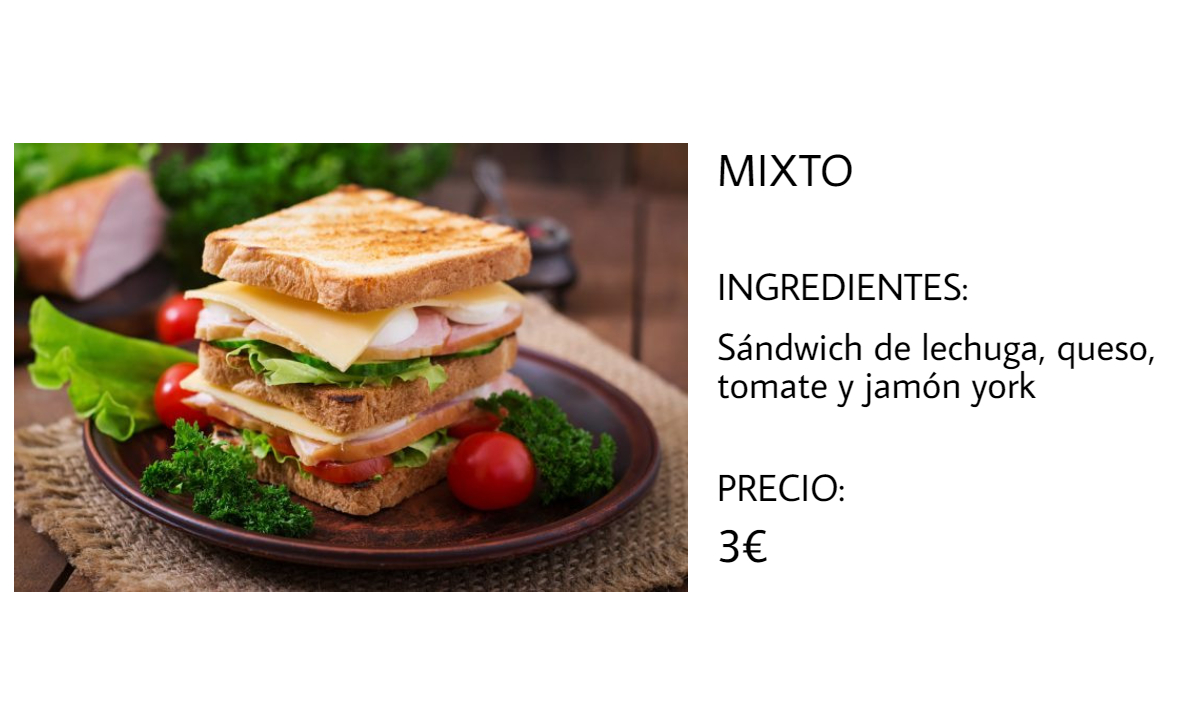 MIXTO
INGREDIENTES:
Sándwich de lechuga, queso,
tomate y jamón york
PRECIO:
3€